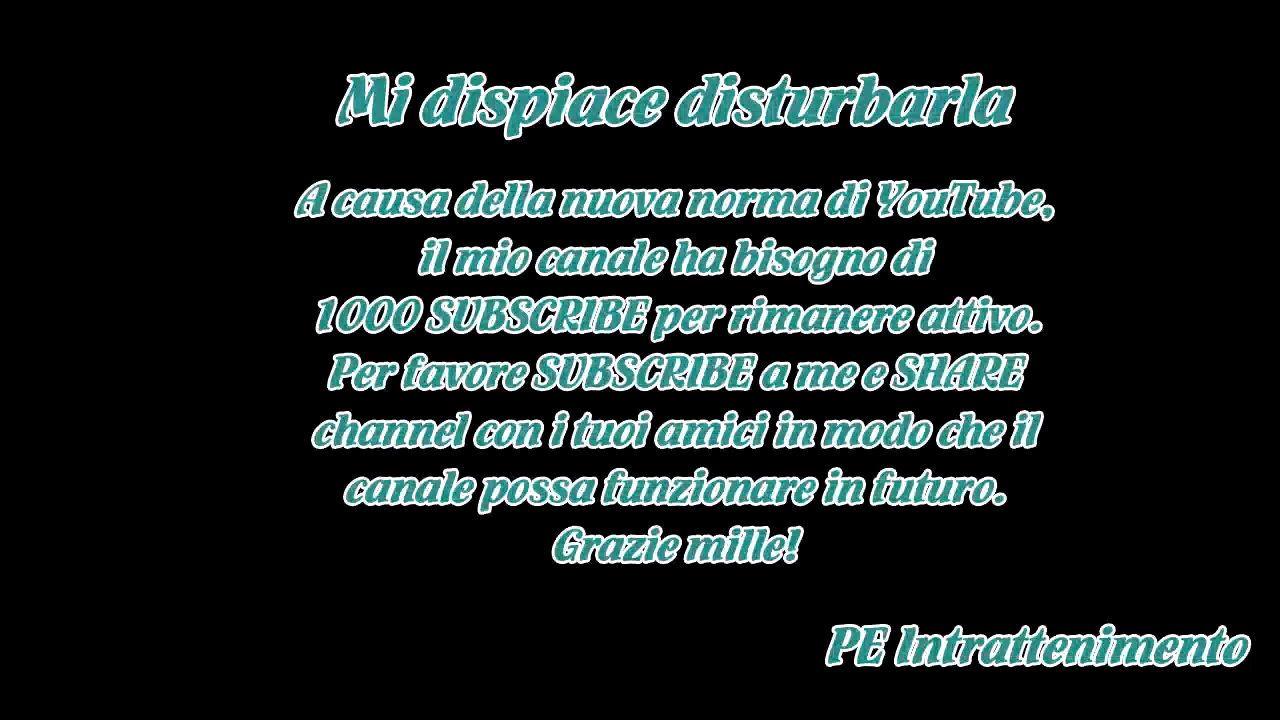 Mi dispiace disturbarla
A causa della nuova norma di YouTube,
il mio canale ha bisogno di
1000 SUBSCRIBE per rimanere attivo.
Per favore SUBSCRIBE a me e SHARE
channel con i tuoi amici in modo che il
canale possa funzionare in futuro.
Grazie mille!
PE Intrattenimento